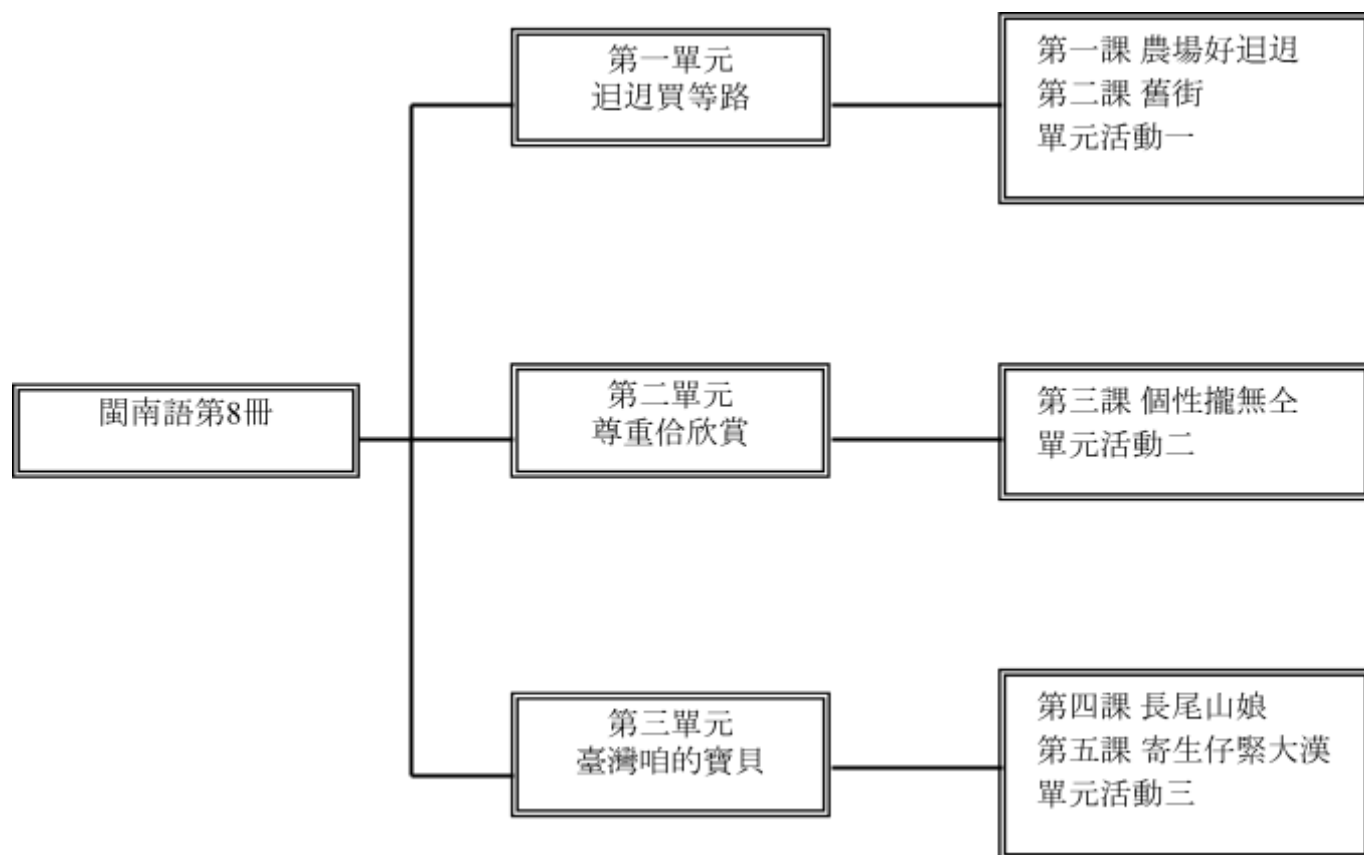 閩南語第8冊
第一單元
𨑨迌買等路
第一課 農場好𨑨迌
第二課 舊街
單元活動一
第二單元
尊重佮欣賞
第三課 個性攏無仝
單元活動二
第三單元
臺灣咱的寶貝
第四課 長尾山娘
第五課 寄生仔緊大漢
單元活動三